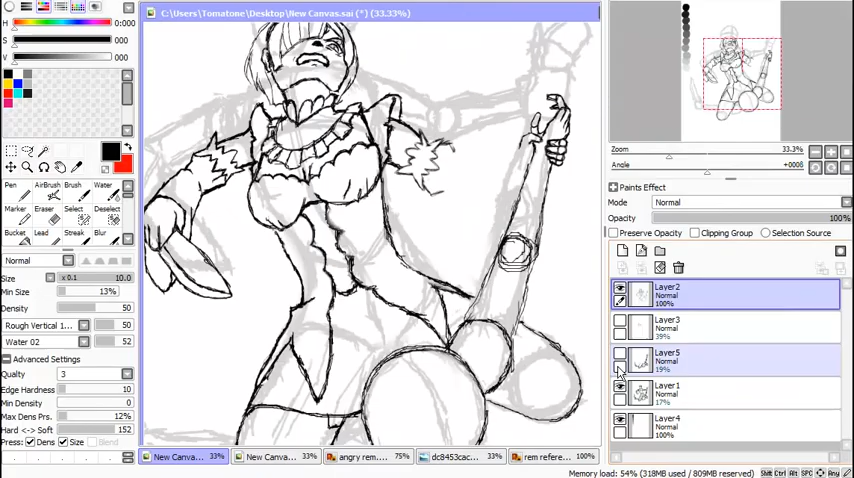 C:\Users\Tomatone\Desktop\New Canvas.sai (*) (33.33%)
H 0:000
S 000
V 000
Pen AirBrush Brush Water
Marker Eraser Select Deselect
Bucket Lead Streak Blur
Normal
Size x 0.1 10.0
Min Size 13%
Density 50
Rough Vertical 1... 50
Water 02 52
Advanced Settings
Quality 3
Edge Hardness 10
Min Density 0
Max Dens Prs. 12%
Hard <-> Soft 152
Press: Dens Size Blend
Zoom 33.3%
Angle +0006
Paints Effect
Mode Normal
Opacity 100%
Preserve Opacity Clipping Group Selection Source
Layer2
Normal
100%
Layer3
Normal
39%
Layer5
Normal
19%
Layer1
Normal
17%
Layer4
Normal
100%
New Canva... 33% New Canva... 33% angry rem.... 75% dc8453cac... 33% rem refere... 100%
Memory load: 54% (318MB used / 809MB reserved) Shift Ctrl Alt SPC Any